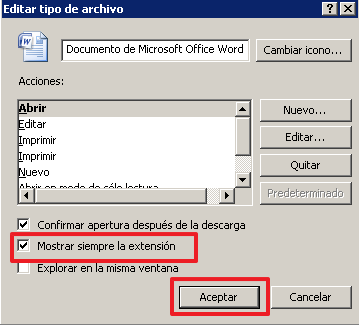 Editar tipo de archivo
Documento de Microsoft Office Word
Cambiar icono...
Acciones:
Abrir
Editar
Imprimir
Imprimir
Nuevo
Abrir en modo de sólo lectura
Nuevo...
Editar...
Quitar
Predeterminado
Confirmar apertura después de la descarga
Mostrar siempre la extensión
Explorar en la misma ventana
Aceptar
Cancelar